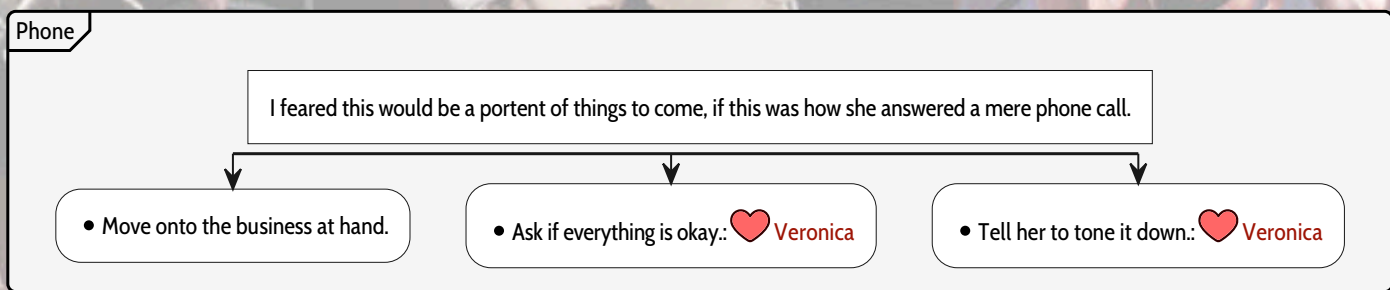 Phone
I feared this would be a portent of things to come, if this was how she answered a mere phone call.
• Move onto the business at hand.
• Ask if everything is okay.: Veronica
• Tell her to tone it down.: Veronica